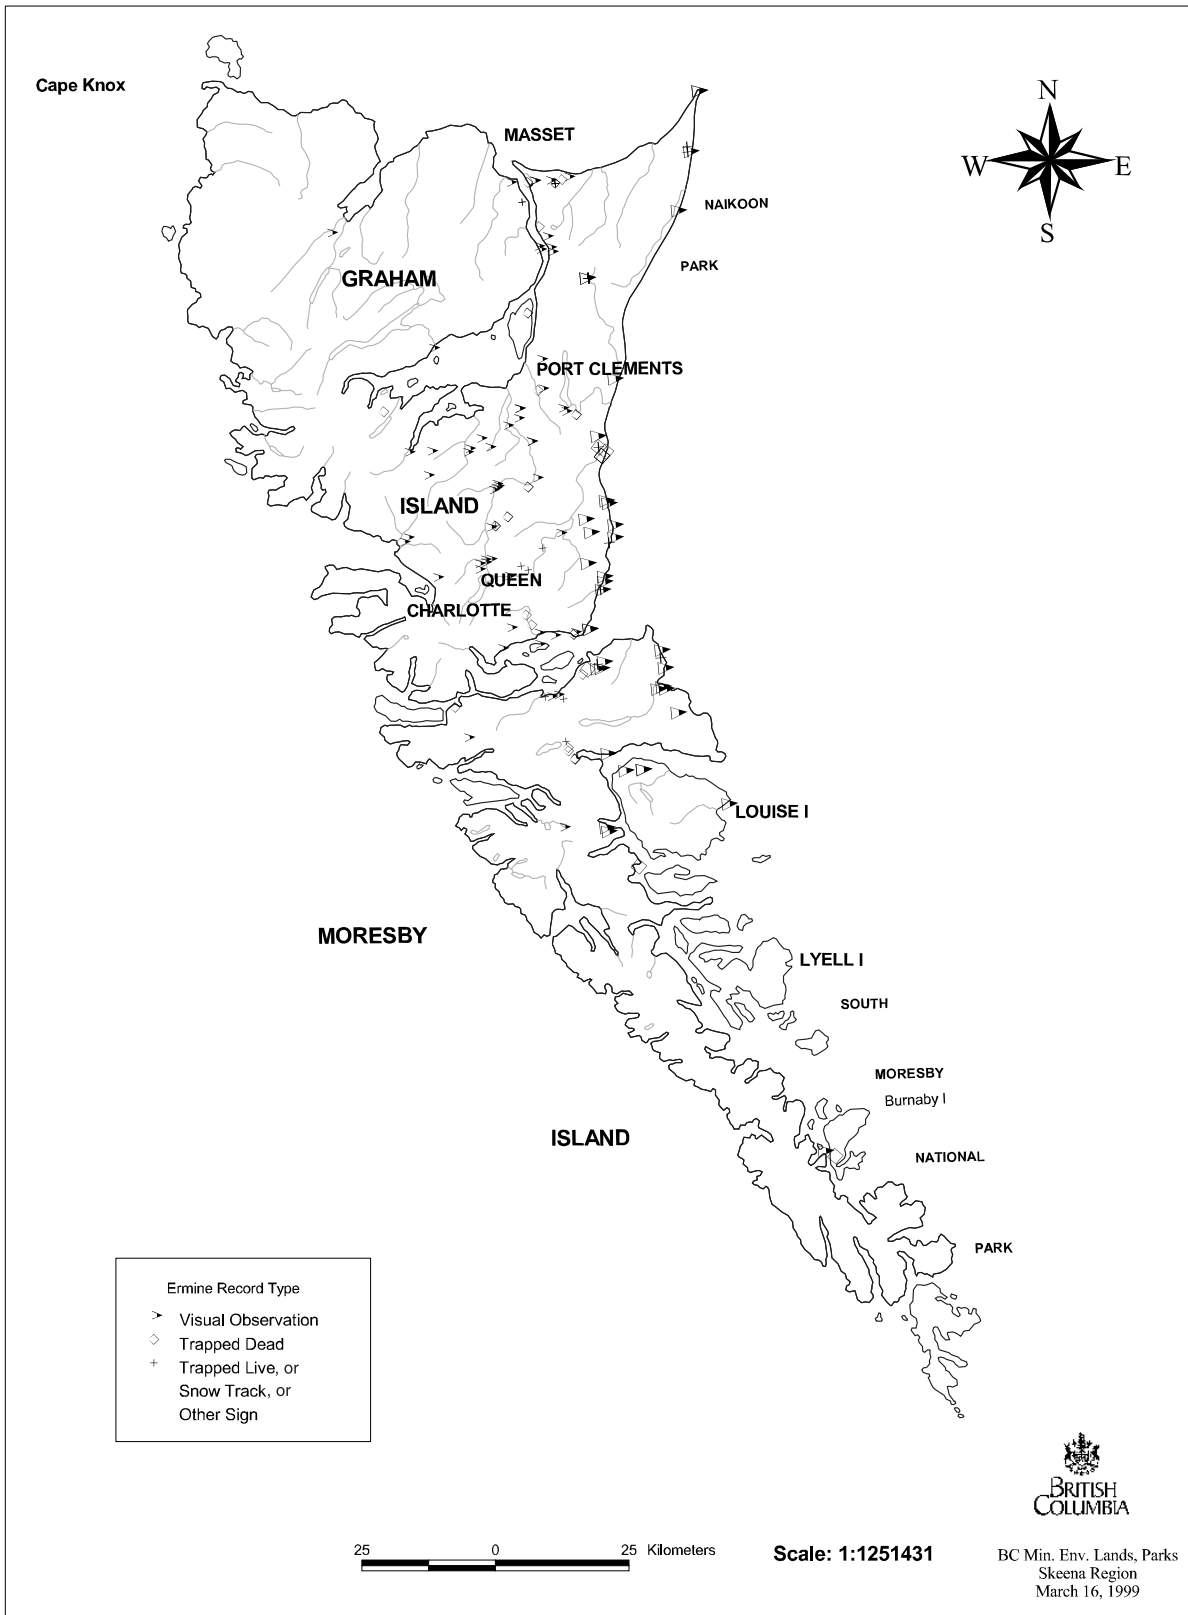 Cape Knox
N
MASSET
W
E
NAIKOON
S
PARK
GRAHAM
PORT CLEMENTS
ISLAND
QUEEN
CHARLOTTE
LOUISE I
MORESBY
LYELL I
SOUTH
MORESBY
Burnaby I
ISLAND
NATIONAL
PARK
Ermine Record Type
Visual Observation
Trapped Dead
Trapped Live, or
Snow Track, or
Other Sign
BRITISH
COLUMBIA
25 0 25 Kilometers
Scale: 1:1251431
BC Min. Env. Lands, Parks
Skeena Region
March 16, 1999